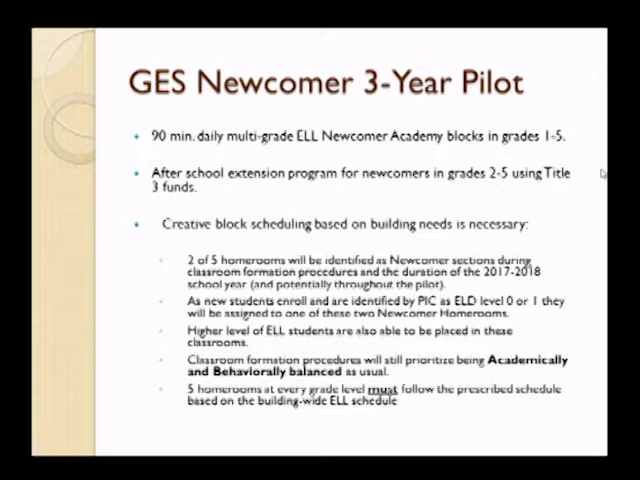 GES Newcomer 3-Year Pilot
90 min. daily multi-grade ELL Newcomer Academy blocks in grades 1-5.
After school extension program for newcomers in grades 2-5 using Title
3 funds.
Creative block scheduling based on building needs is necessary:
2 of 5 homerooms will be identified as Newcomer sections during
classroom formation procedures and the duration of the 2017-2018
school year (and potentially throughout the pilot).
As new students enroll and are identified by PIC as ELD level 0 or 1 they
will be assigned to one of these two Newcomer Homerooms.
Higher level of ELL students are also able to be placed in these
classrooms.
Classroom formation procedures will still prioritize being Academically
and Behaviorally balanced as usual.
5 homerooms at every grade level must follow the prescribed schedule
based on the building-wide ELL schedule